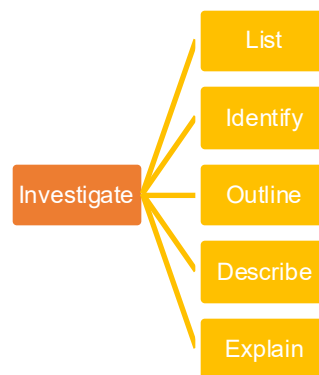 Investigate
List
Identify
Outline
Describe
Explain